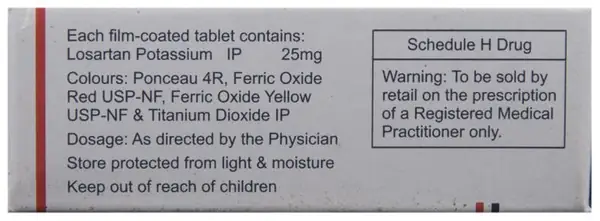 Each film-coated tablet contains:
Losartan Potassium IP 25mg
Colours: Ponceau 4R, Ferric Oxide
Red USP-NF, Ferric Oxide Yellow
USP-NF & Titanium Dioxide IP
Dosage: As directed by the Physician
Store protected from light & moisture
Keep out of reach of children
Schedule H Drug
Warning: To be sold by
retail on the prescription
of a Registered Medical
Practitioner only.